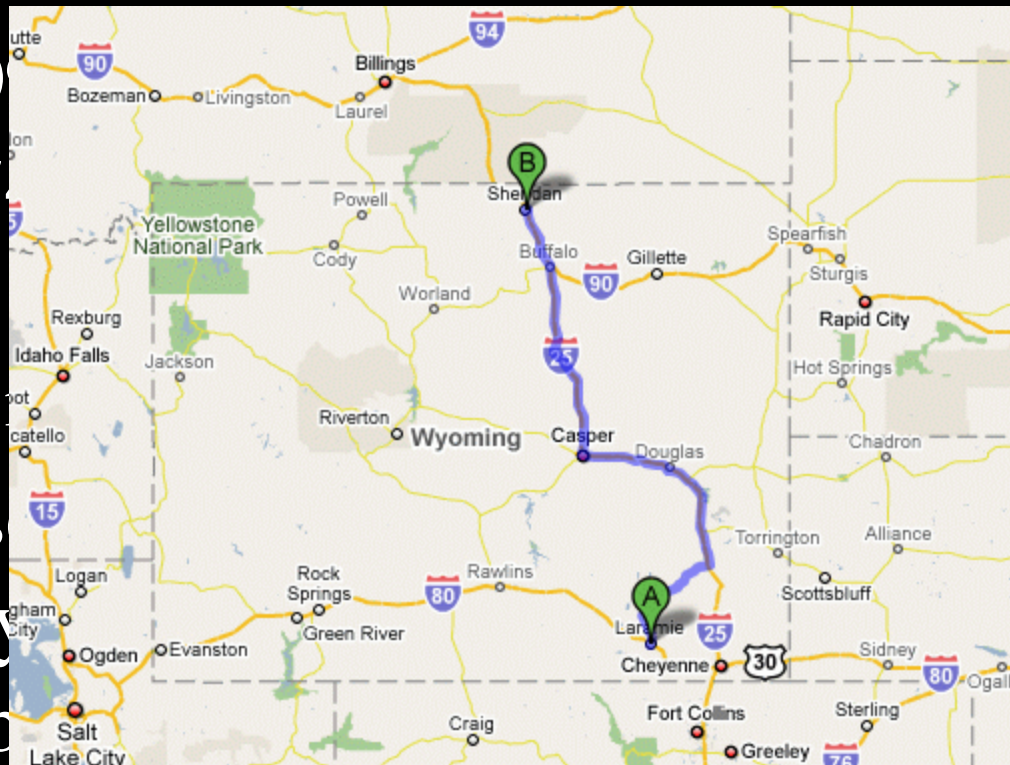 94
90
Billings
Bozeman
Livingston
Laurel
B
Sheridan
Powell
Yellowstone
National Park
Cody
Buffalo
90
Gillette
Spearfish
Sturgis
Worland
Rexburg
Rapid City
Idaho Falls
Jackson
25
Hot Springs
Riverton
Wyoming
Casper
Douglas
Chadron
15
Torrington
Alliance
Logan
Rock
Springs
80
Rawlins
A
Scottsbluff
Green River
Laramie
25
Evanston
Ogden
Cheyenne
30
Sidney
80
Salt
Lake City
Craig
Fort Collins
Sterling
Greeley
76